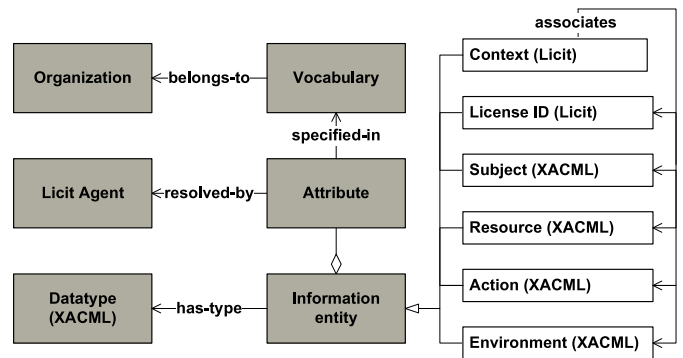 associates
Context (Licit)
Organization
belongs-to
Vocabulary
License ID (Licit)
specified-in
Subject (XACML)
Licit Agent
resolved-by
Attribute
Resource (XACML)
Action (XACML)
Datatype
(XACML)
has-type
Information
entity
Environment (XACML)